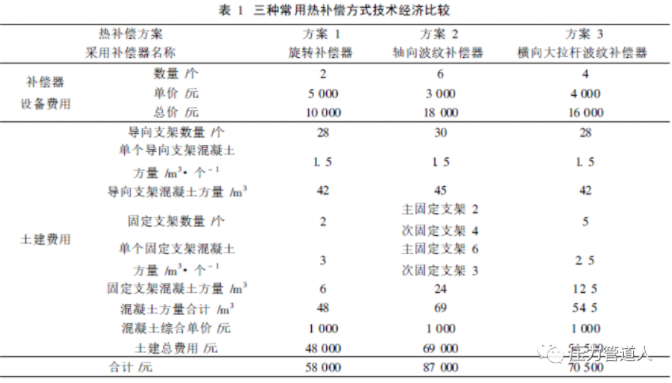 表 1 三种常用热补偿方式技术经济比较
热补偿方案 方案 1 方案 2 方案 3
采用补偿器名称 旋转补偿器 轴向波纹补偿器 横向大拉杆波纹补偿器
补偿器
设备费用
数量 /个 2 6 4
单价 /元 5 000 3 000 4 000
总价 /元 10 000 18 000 16 000
土建费用
导向支架数量 /个 28 30 28
单个导向支架混凝土
方量 /m³· 个⁻¹ 1. 5 1 5 1. 5
导向支架混凝土方量 /m³ 42 45 42
固定支架数量 /个 2 主固定支架 2 次固定支架 4 5
单个固定支架混凝土
方量 /m³· 个⁻¹ 3 主固定支架 6 次固定支架 3 2 5
固定支架混凝土方量 /m³ 6 24 12 5
混凝土方量合计 /m³ 48 69 54 5
混凝土综合单价 /元 1 000 1 000 1 000
土建总费用 /元 48 000 69 000
合计 /元 58 000 87 000 70 500
压力管道人